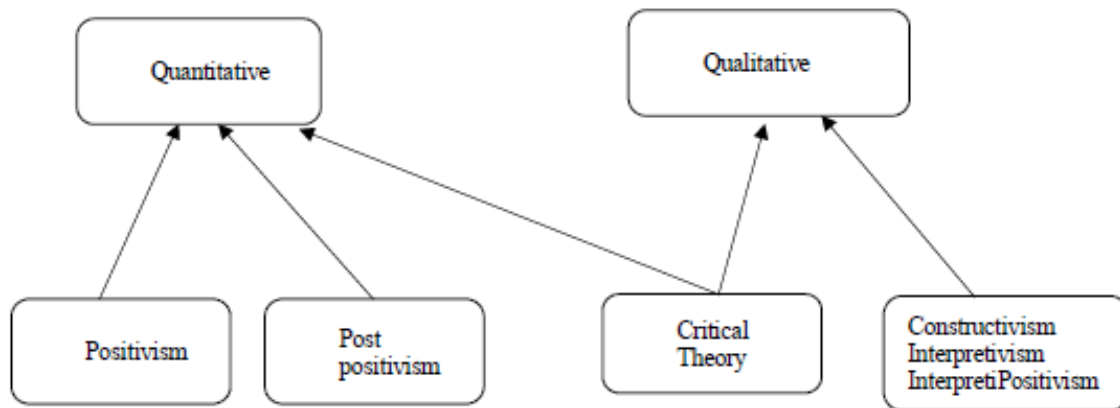 Quantitative
Qualitative
Positivism
Post
positivism
Critical
Theory
Constructivism
Interpretivism
InterpretiPositivism